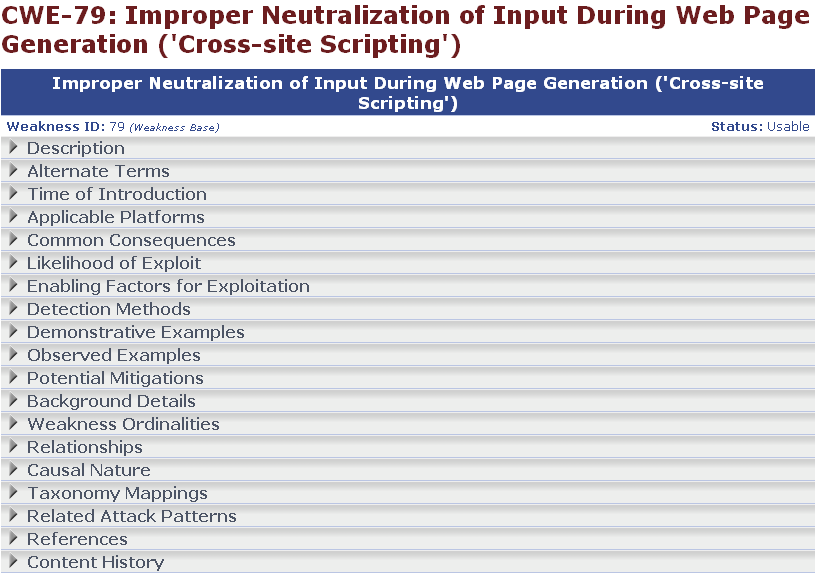 CWE-79: Improper Neutralization of Input During Web Page
Generation ('Cross-site Scripting')
Improper Neutralization of Input During Web Page Generation ('Cross-site
Scripting')
Weakness ID: 79 (Weakness Base) Status: Usable
Description
Alternate Terms
Time of Introduction
Applicable Platforms
Common Consequences
Likelihood of Exploit
Enabling Factors for Exploitation
Detection Methods
Demonstrative Examples
Observed Examples
Potential Mitigations
Background Details
Weakness Ordinalities
Relationships
Causal Nature
Taxonomy Mappings
Related Attack Patterns
References
Content History